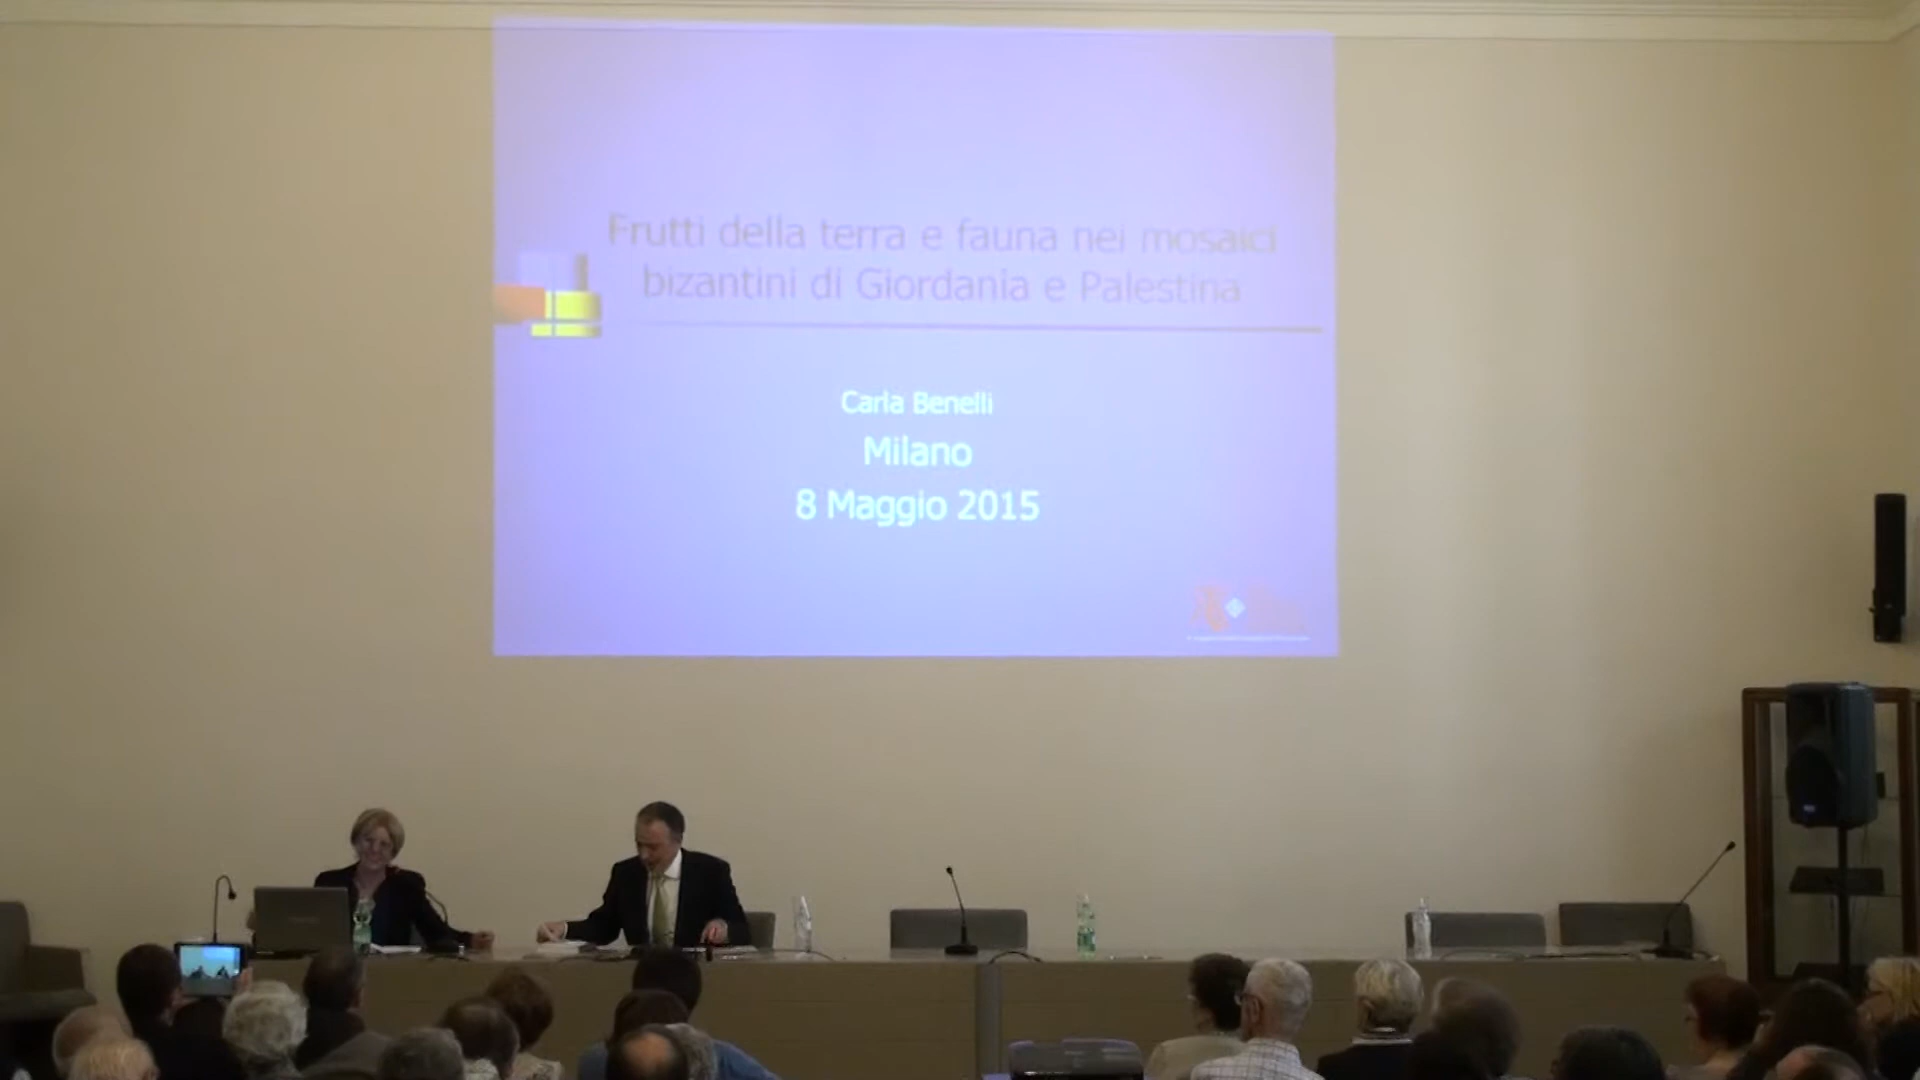 Frutti della terra e fauna nei mosaici
bizantini di Giordania e Palestina
Carla Benelli
Milano
8 Maggio 2015